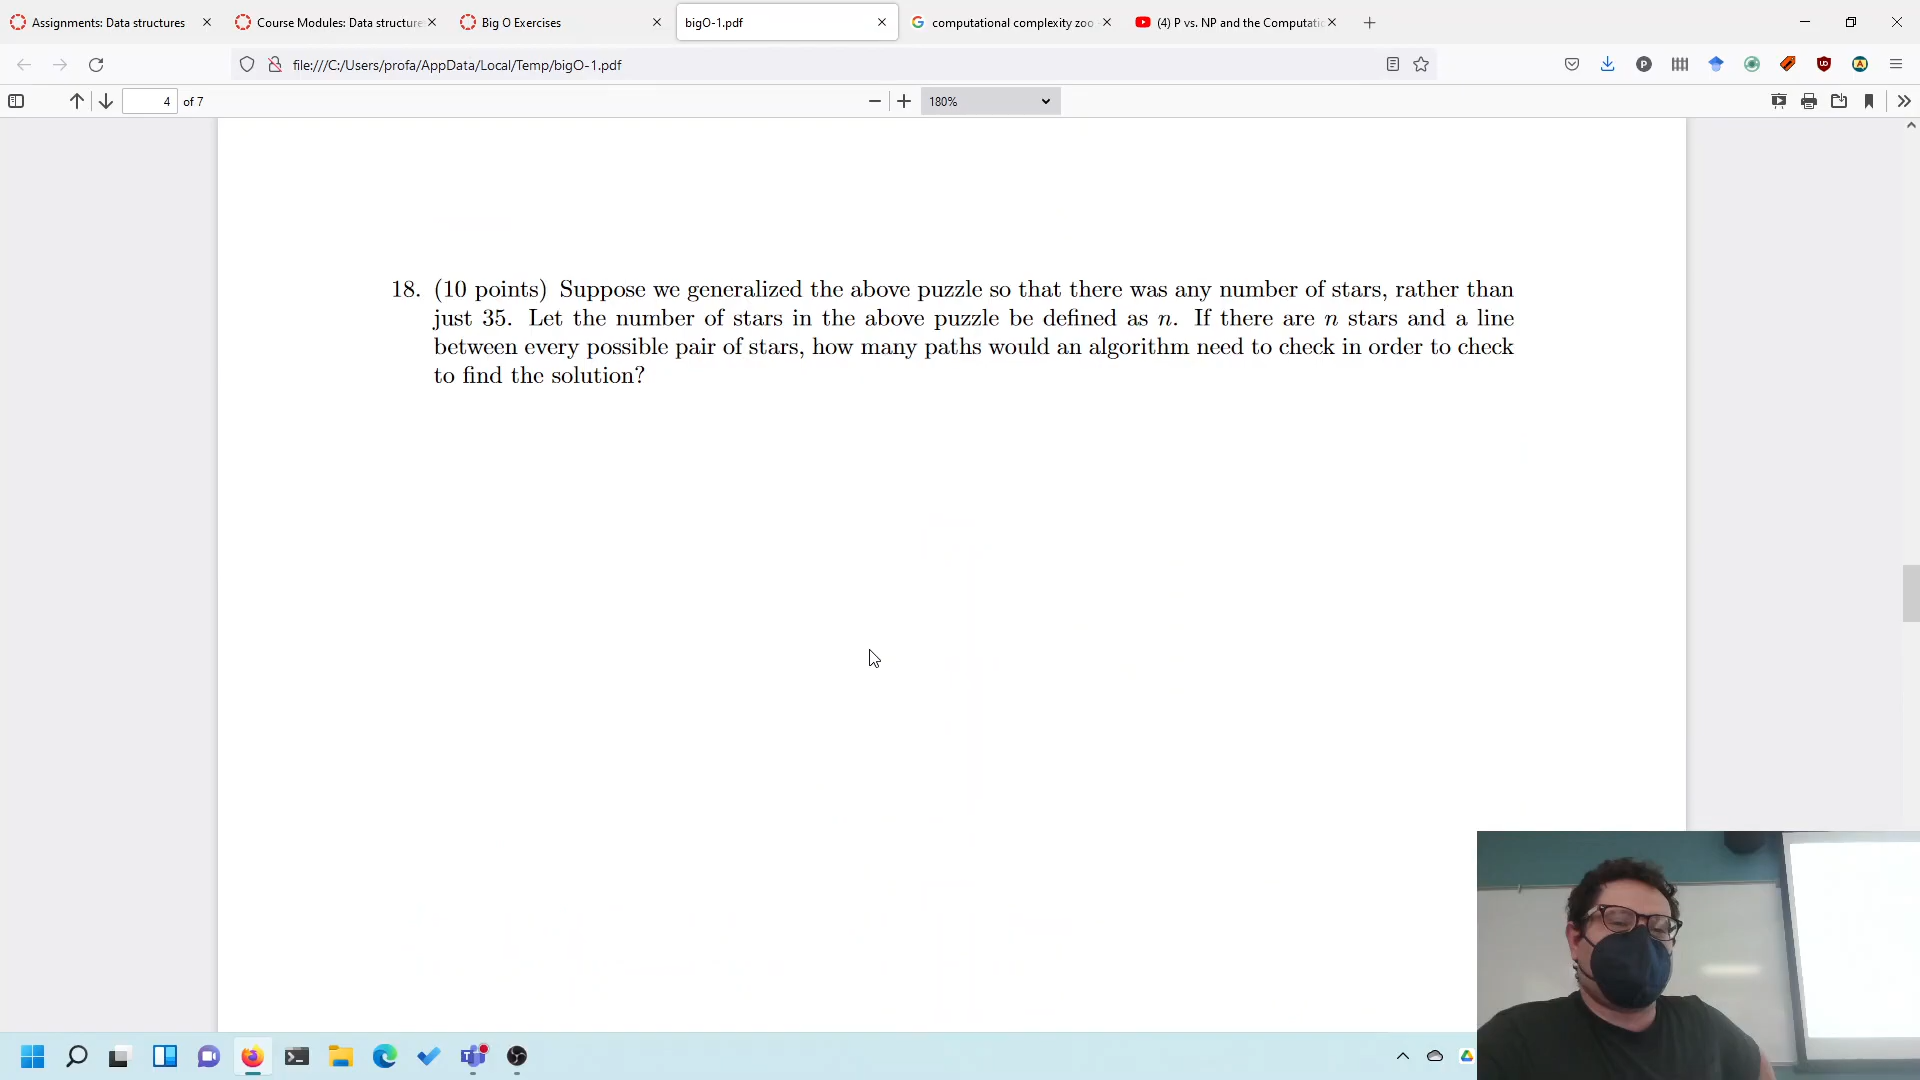 Assignments: Data structures
Course Modules: Data structure
Big O Exercises
bigO-1.pdf
computational complexity zoo
(4) P vs. NP and the Computatio
file:///C:/Users/profa/AppData/Local/Temp/bigO-1.pdf
4 of 7
180%
18. (10 points) Suppose we generalized the above puzzle so that there was any number of stars, rather than
just 35. Let the number of stars in the above puzzle be defined as n. If there are n stars and a line
between every possible pair of stars, how many paths would an algorithm need to check in order to check
to find the solution?